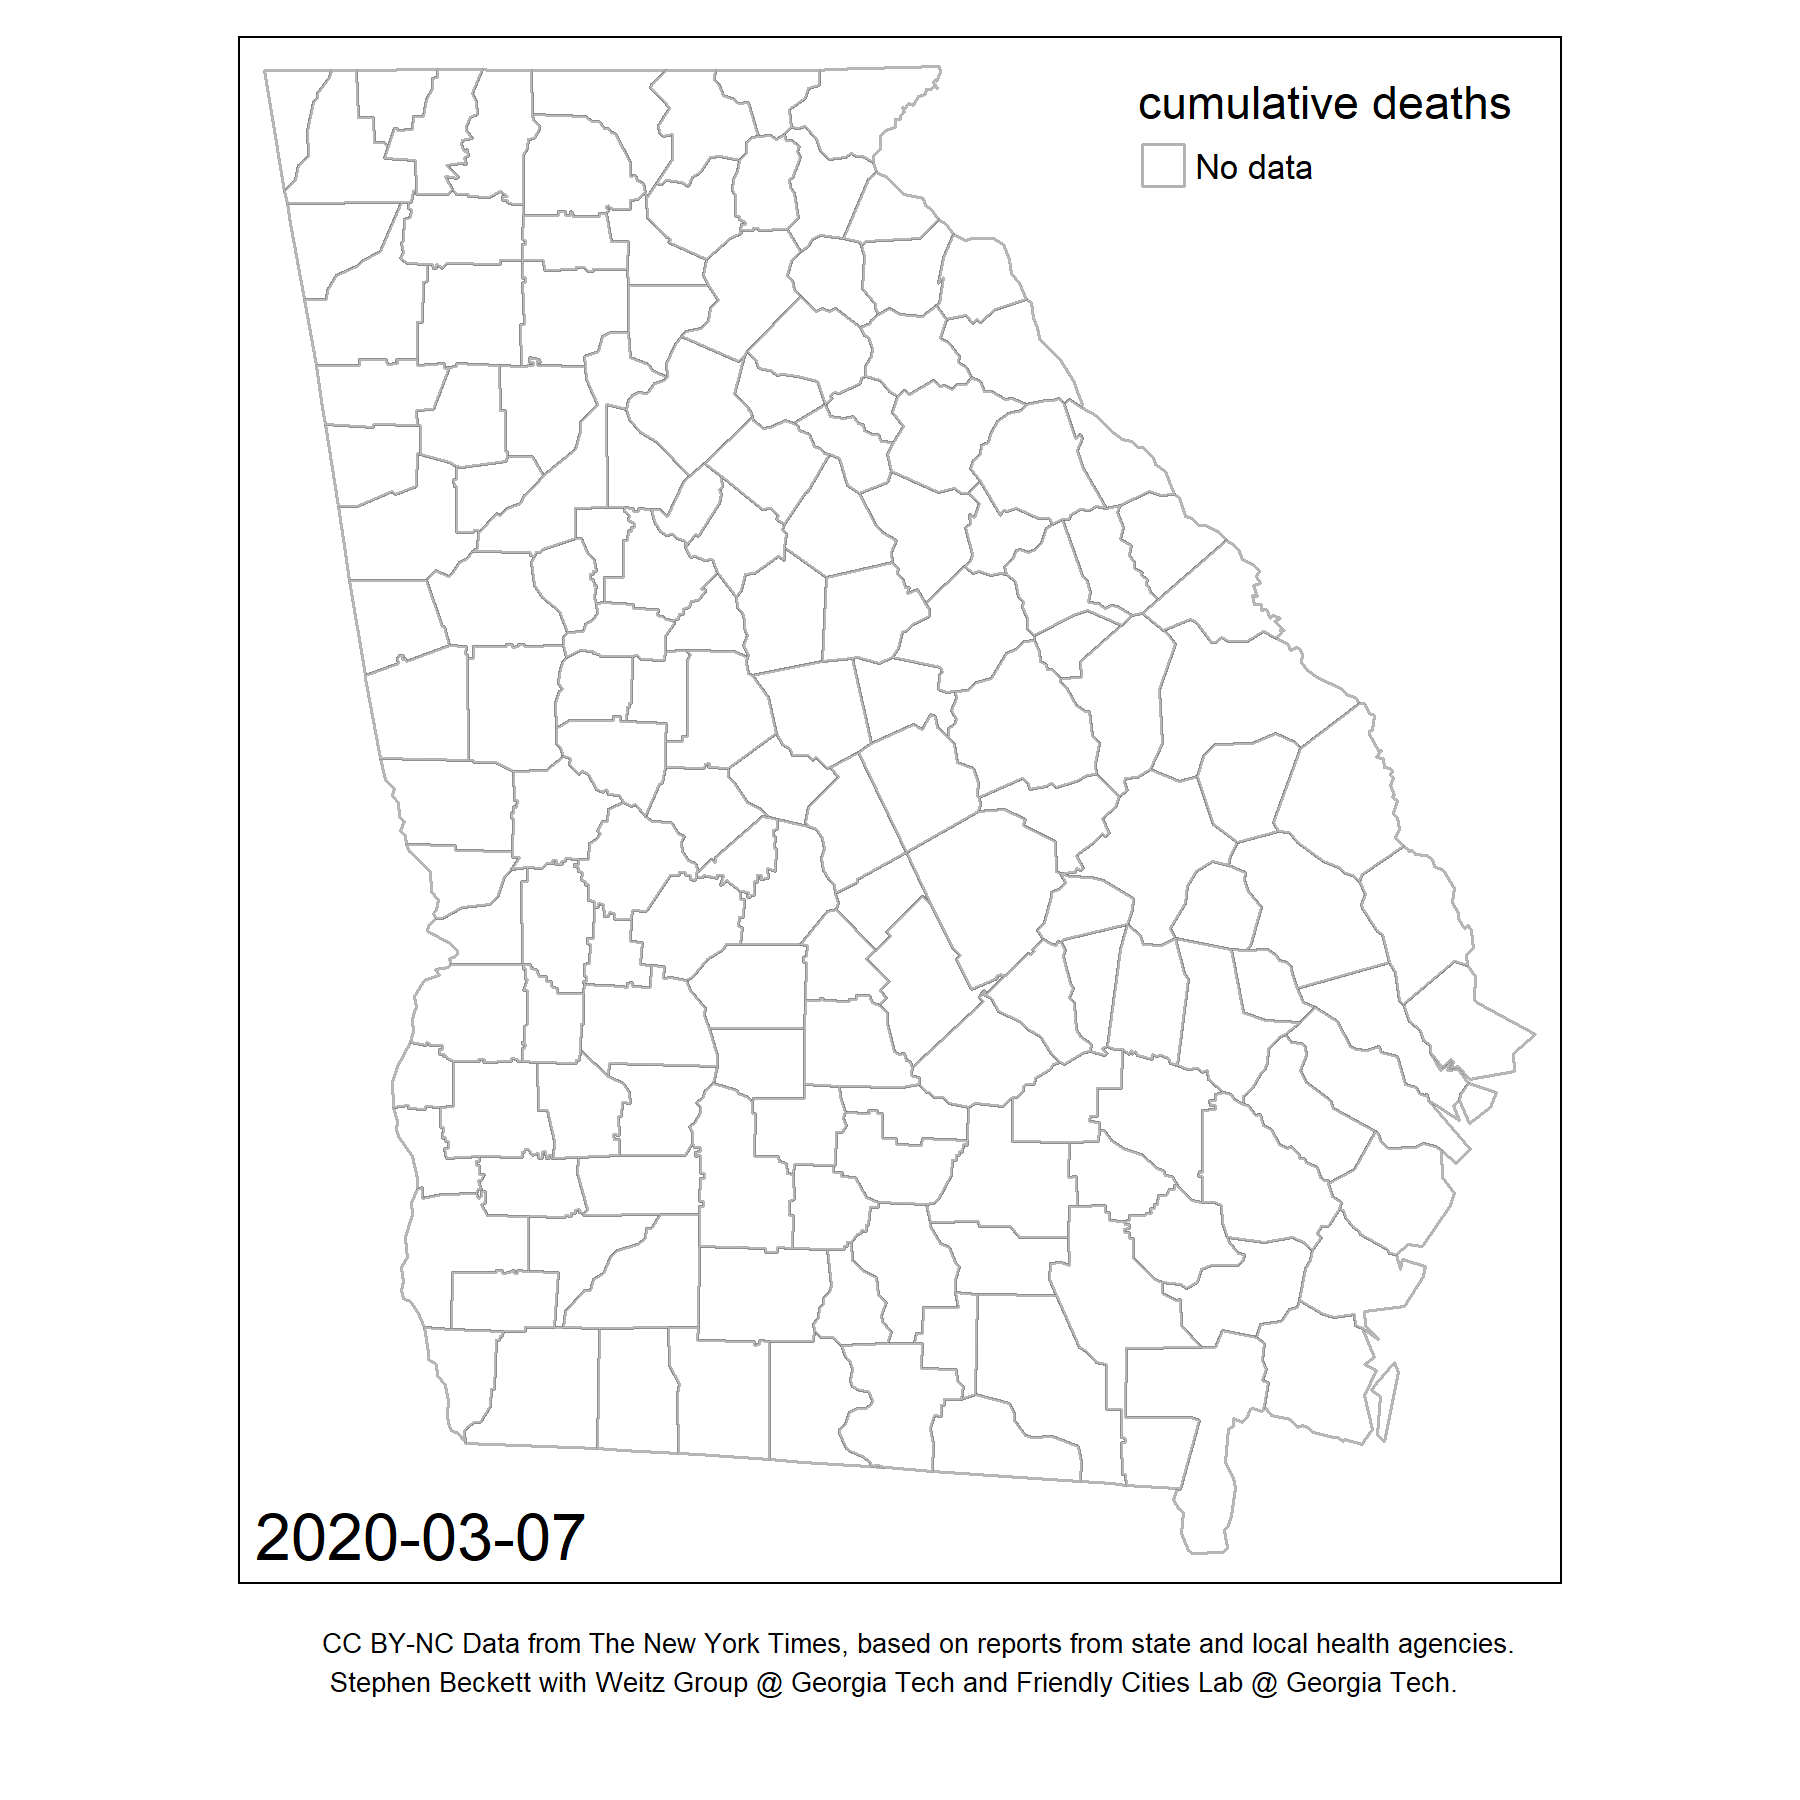 cumulative deaths
No data
2020-03-07
CC BY-NC Data from The New York Times, based on reports from state and local health agencies.
Stephen Beckett with Weitz Group @ Georgia Tech and Friendly Cities Lab @ Georgia Tech.